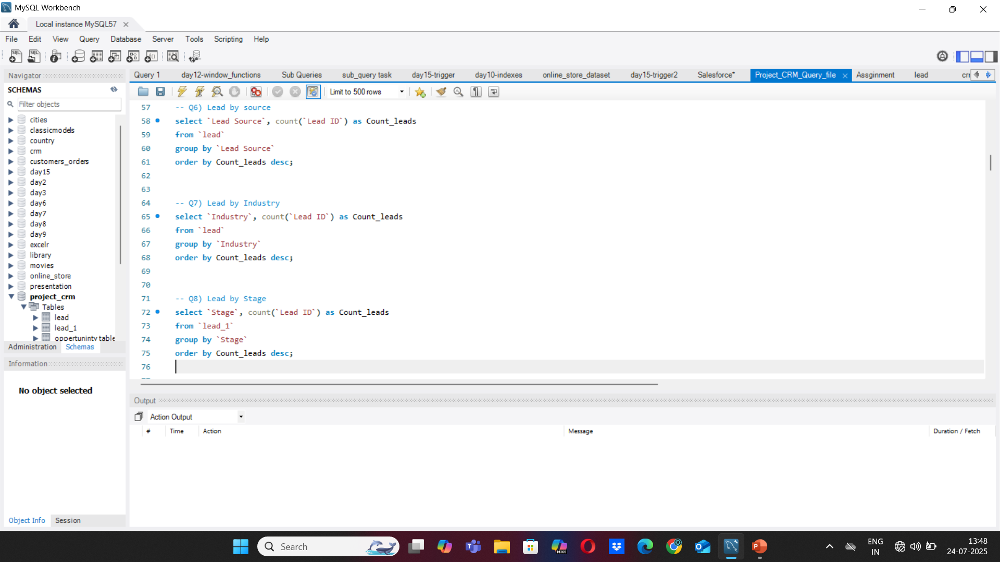 MySQL Workbench
Local instance MySQL57
File Edit View Query Database Server Tools Scripting Help
Navigator
SCHEMAS
Filter objects
cities
classicmodels
country
crm
customers_orders
day15
day2
day3
day6
day7
day8
day9
excelr
library
movies
online_store
presentation
project_crm
Tables
lead
lead_1
oppertuninty table
Administration Schemas
Information
No object selected
Object Info Session
Query 1 day12-window_functions Sub Queries sub_query task day15-trigger day10-indexes online_store_dataset day15-trigger2 Salesforce* Project_CRM_Query_file Assginment lead cri
Limit to 500 rows
57 -- Q6) Lead by source
58 select `Lead Source`, count(`Lead ID`) as Count_leads
59 from `lead`
60 group by `Lead Source`
61 order by Count_leads desc;
62
63
64 -- Q7) Lead by Industry
65 select `Industry`, count(`Lead ID`) as Count_leads
66 from `lead`
67 group by `Industry`
68 order by Count_leads desc;
69
70
71 -- Q8) Lead by Stage
72 select `Stage`, count(`Lead ID`) as Count_leads
73 from `lead_1`
74 group by `Stage`
75 order by Count_leads desc;
76
Output
Action Output
# Time Action Message Duration / Fetch
Search
ENG
IN
13:48
24-07-2025